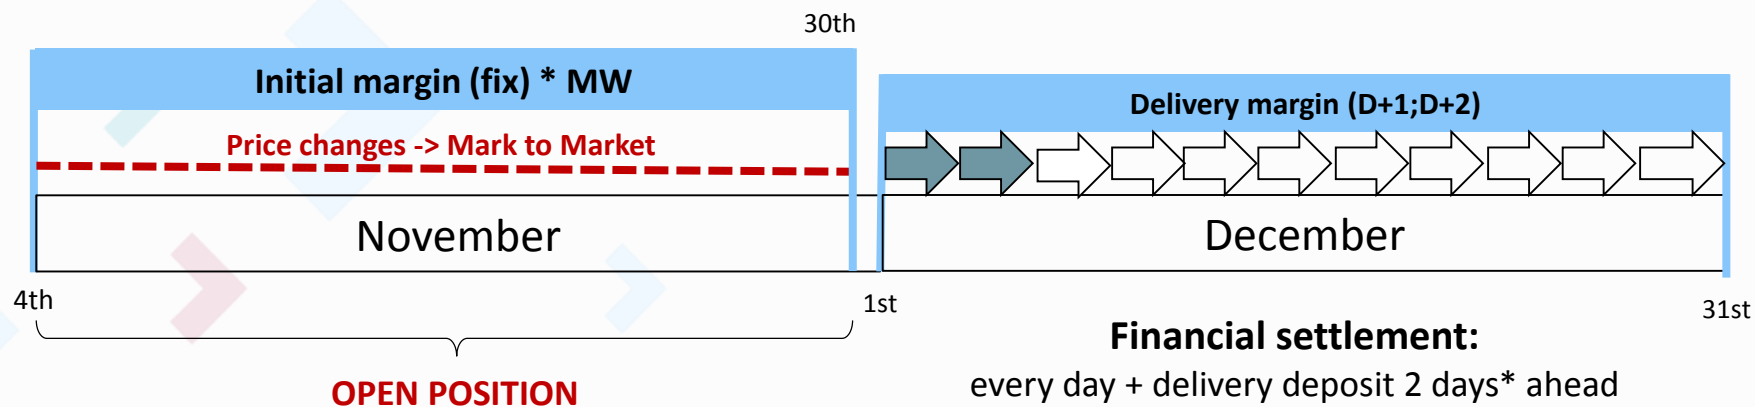 30th
Initial margin (fix) * MW
Delivery margin (D+1;D+2)
Price changes -> Mark to Market
November
December
4th
1st
31st
OPEN POSITION
Financial settlement:
every day + delivery deposit 2 days* ahead